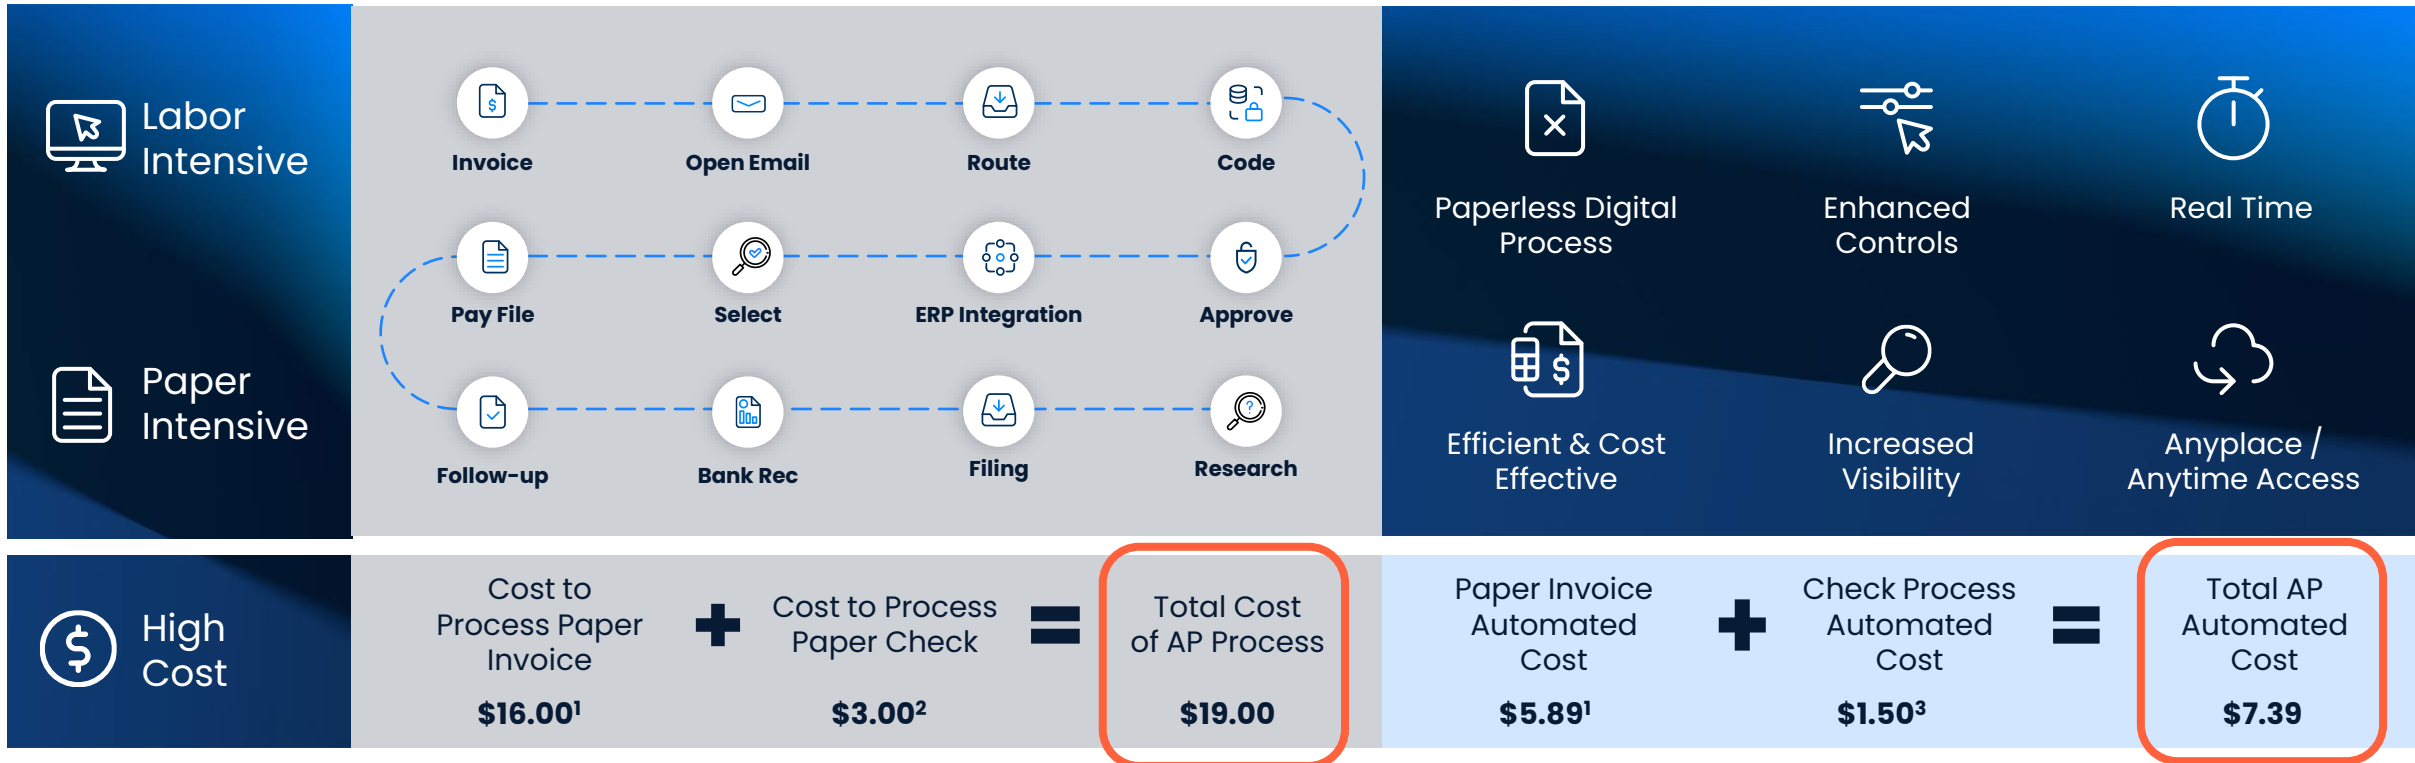 Labor
Intensive
Paper
Intensive
Invoice
Open Email
Route
Code
Pay File
Select
ERP Integration
Approve
Follow-up
Bank Rec
Filing
Research
Paperless Digital
Process
Enhanced
Controls
Real Time
Efficient & Cost
Effective
Increased
Visibility
Anyplace /
Anytime Access
High
Cost
Cost to
Process Paper
Invoice
$16.00¹
Cost to Process
Paper Check
$3.00²
Total Cost
of AP Process
$19.00
Paper Invoice
Automated
Cost
$5.89¹
Check Process
Automated
Cost
$1.50³
Total AP
Automated
Cost
$7.39